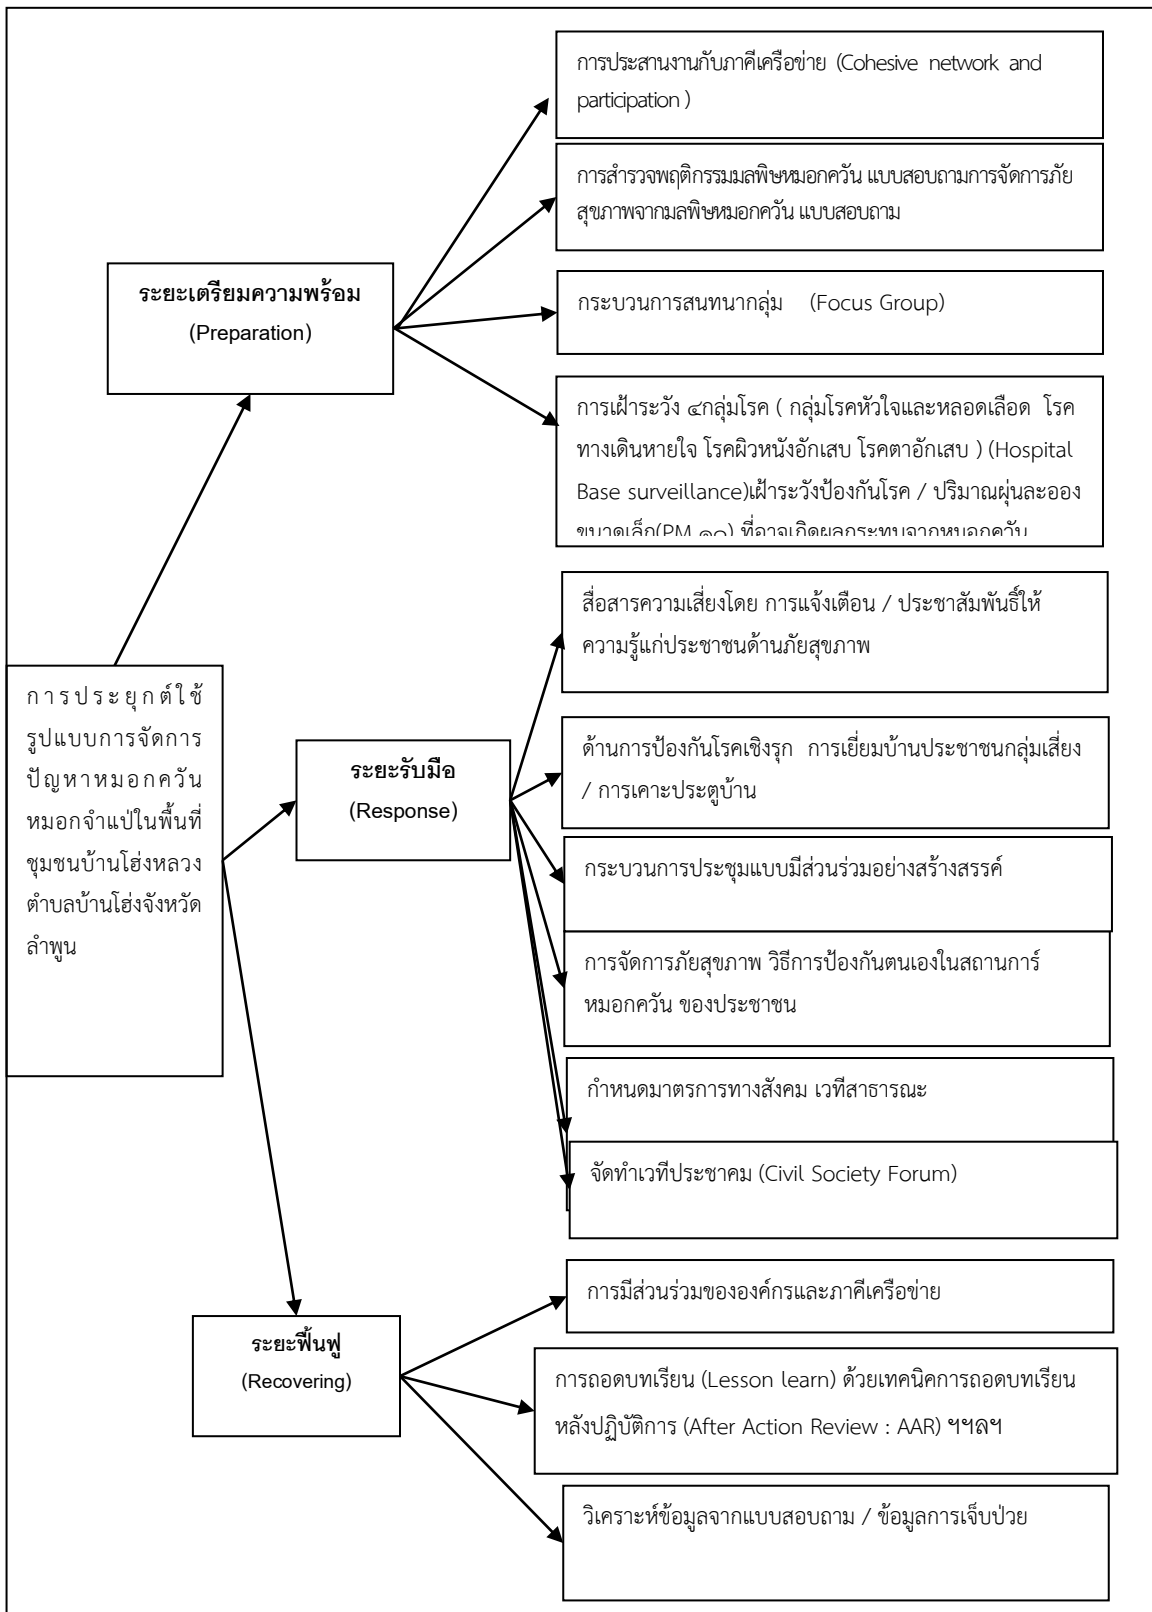 การประสานงานกับภาคีเครือข่าย (Cohesive network and
participation )
การสำรวจพฤติกรรมมลพิษหมอกควัน แบบสอบถามการจัดการภัย
สุขภาพจากมลพิษหมอกควัน แบบสอบถาม
ระยะเตรียมความพร้อม
(Preparation)
กระบวนการสนทนากลุ่ม (Focus Group)
การเฝ้าระวัง ๔กลุ่มโรค ( กลุ่มโรคหัวใจและหลอดเลือด โรค
ทางเดินหายใจ โรคผิวหนังอักเสบ โรคตาอักเสบ ) (Hospital
Base surveillance)เฝ้าระวังป้องกันโรค / ปริมาณผุ่นละออง
ขนาดเล็ก(PM ๑๐) ที่อาจเกิดผลกระทบจากหมอกควัน
สื่อสารความเสี่ยงโดย การแจ้งเตือน / ประชาสัมพันธิ์ให้
ความรู้แก่ประชาชนด้านภัยสุขภาพ
การประยุกต์ใช้
รูปแบบการจัดการ
ปัญหาหมอกควัน
หมอกจำแปในพื้นที่
ชุมชนบ้านโฮ่งหลวง
ตำบลบ้านโฮ่งจังหวัด
ลำพูน
ระยะรับมือ
(Response)
ด้านการป้องกันโรคเชิงรุก การเยี่ยมบ้านประชาชนกลุ่มเสี่ยง
/ การเคาะประตูบ้าน
กระบวนการประชุมแบบมีส่วนร่วมอย่างสร้างสรรค์
การจัดการภัยสุขภาพ วิธีการป้องกันตนเองในสถานการ์
หมอกควัน ของประชาชน
กำหนดมาตรการทางสังคม เวทีสาธารณะ
จัดทำเวทีประชาคม (Civil Society Forum)
ระยะฟื้นฟู
(Recovering)
การมีส่วนร่วมขององค์กรและภาคีเครือข่าย
การถอดบทเรียน (Lesson learn) ด้วยเทคนิคการถอดบทเรียน
หลังปฏิบัติการ (After Action Review : AAR) ฯฯลฯ
วิเคราะห์ข้อมูลจากแบบสอบถาม / ข้อมูลการเจ็บป่วย